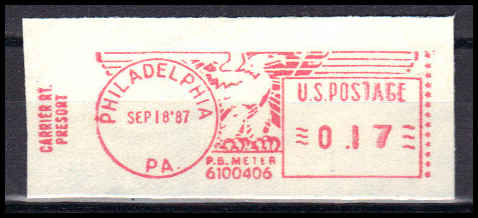 CARRIER RT.
PRESORT
PHILADELPHIA
SEP 18 '87
PA.
P.B. METER
6100406
U.S. POSTAGE
0.17